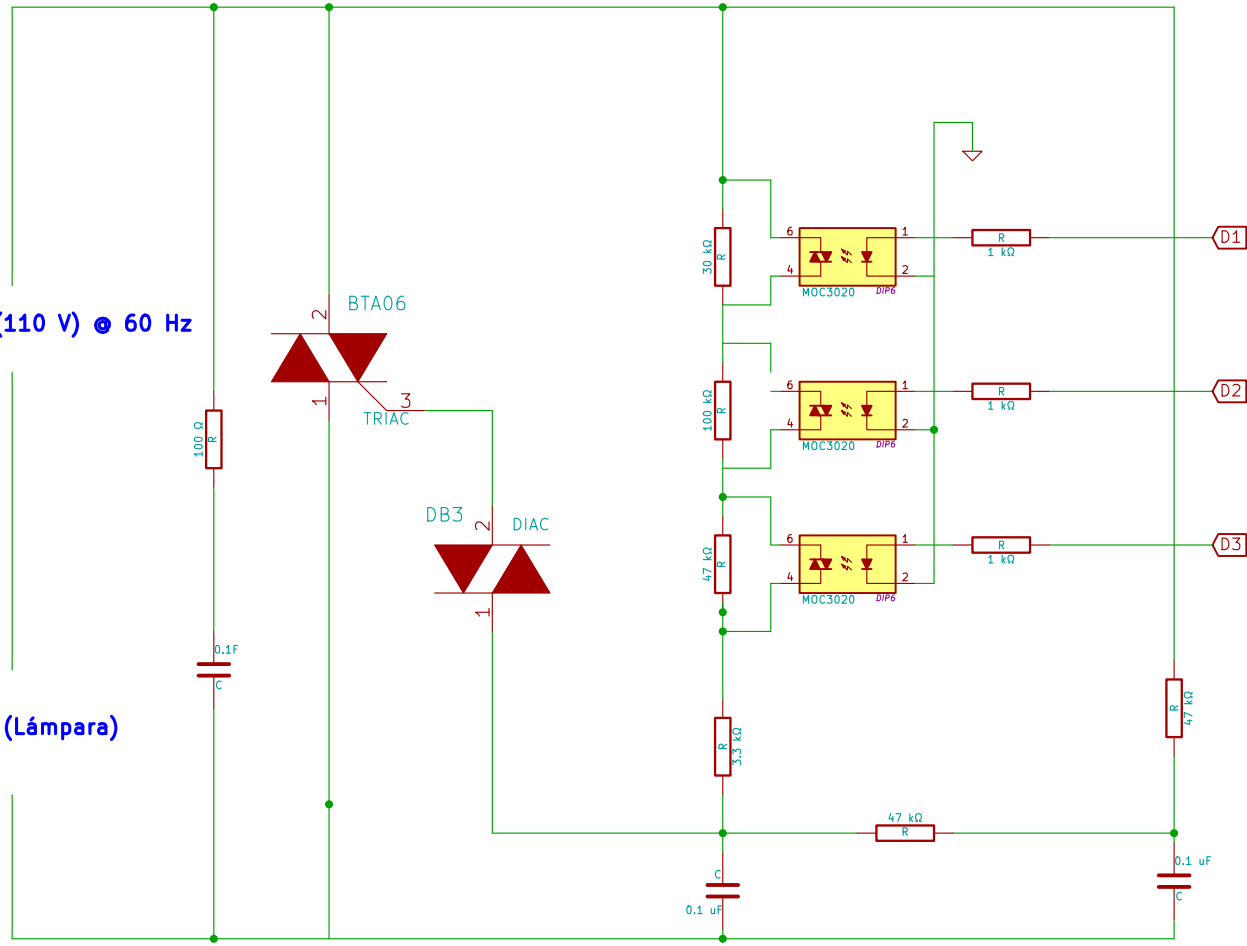 D1
6
1
R
30 kΩ
R
1 kΩ
4
2
MOC3020
DIP6
BTA06
2
(110 V) @ 60 Hz
1
3
TRIAC
D2
6
1
R
100 kΩ
R
1 kΩ
4
2
MOC3020
DIP6
100 Ω
R
DB3
2
DIAC
D3
6
1
R
47 kΩ
R
1 kΩ
4
2
MOC3020
DIP6
1
0.1F
C
(Lámpara)
R
47 kΩ
R
3.3 kΩ
47 kΩ
R
0.1 uF
C
C
0.1 uF